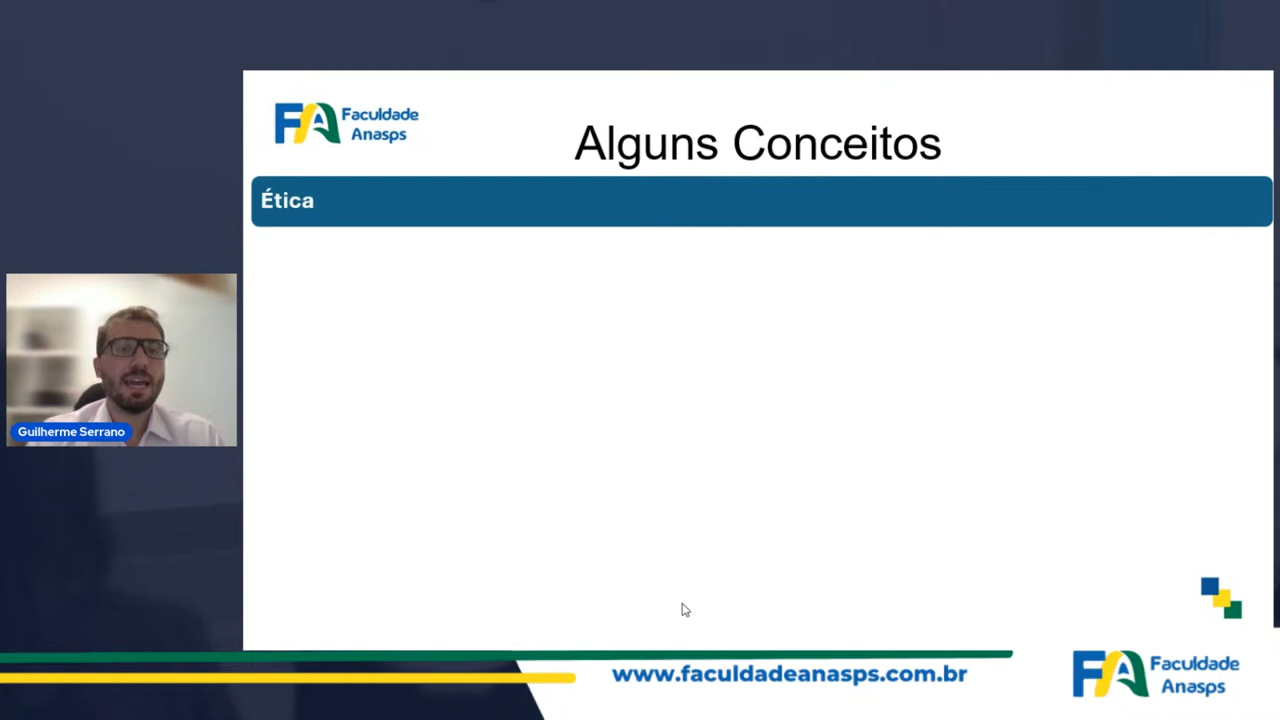 Faculdade
Anasps
Alguns Conceitos
Ética
Guilherme Serrano
www.faculdadeanasps.com.br
Faculdade
Anasps